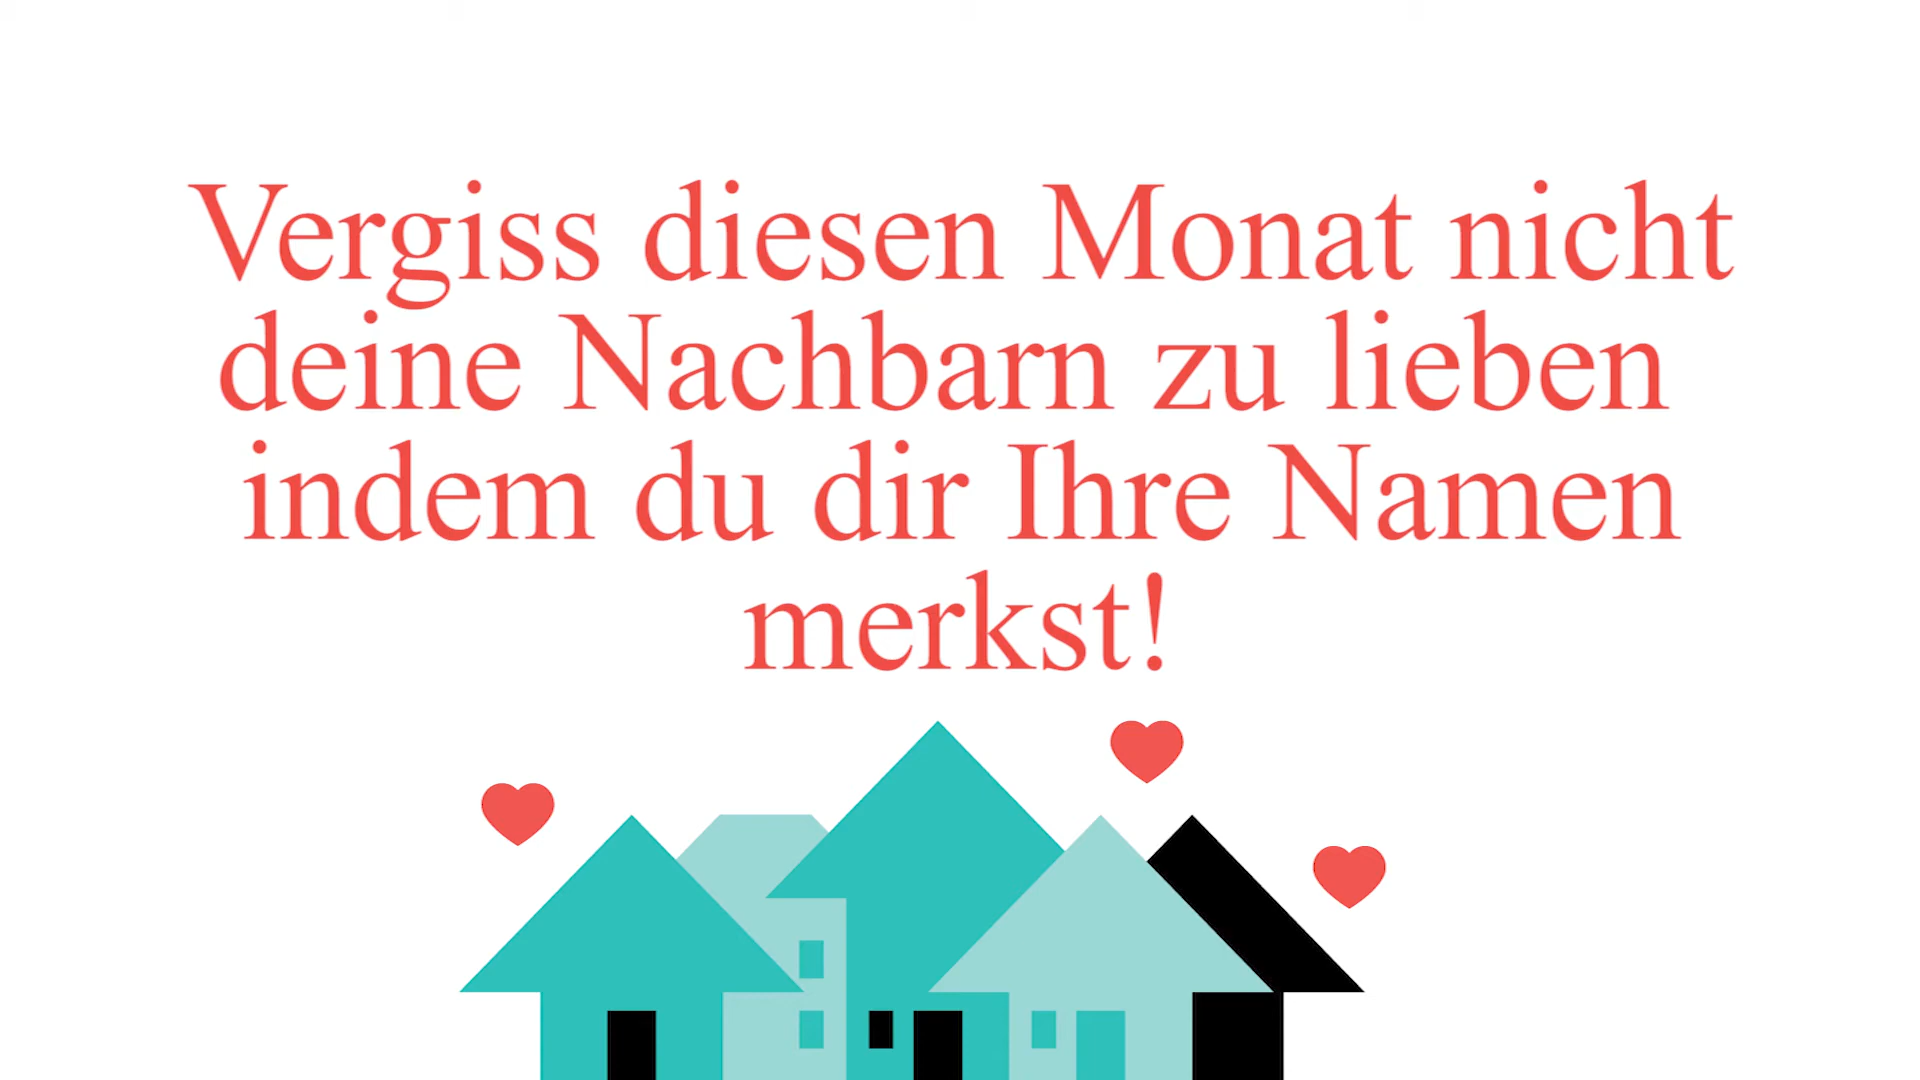 Vergiss diesen Monat nicht
deine Nachbarn zu lieben
indem du dir Ihre Namen
merkst!